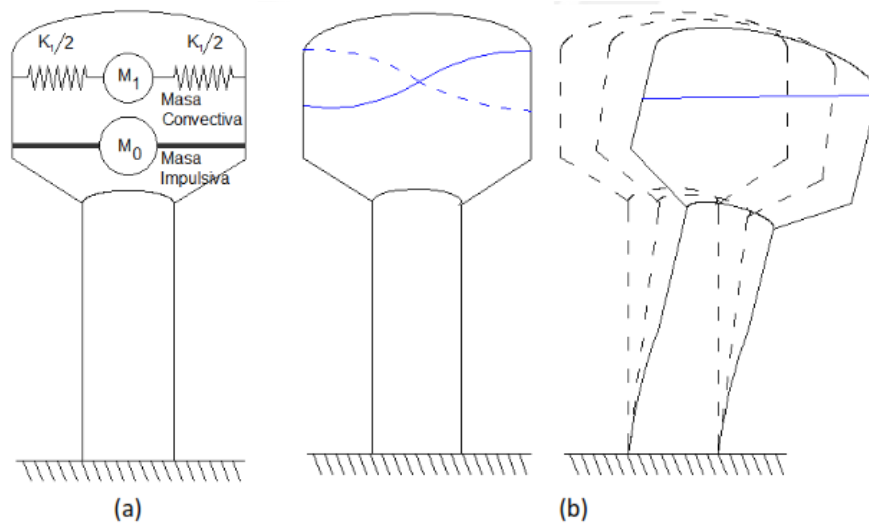 K₁/2
K₁/2
M₁
Masa
Convectiva
M₀
Masa
Impulsiva
(a)
(b)